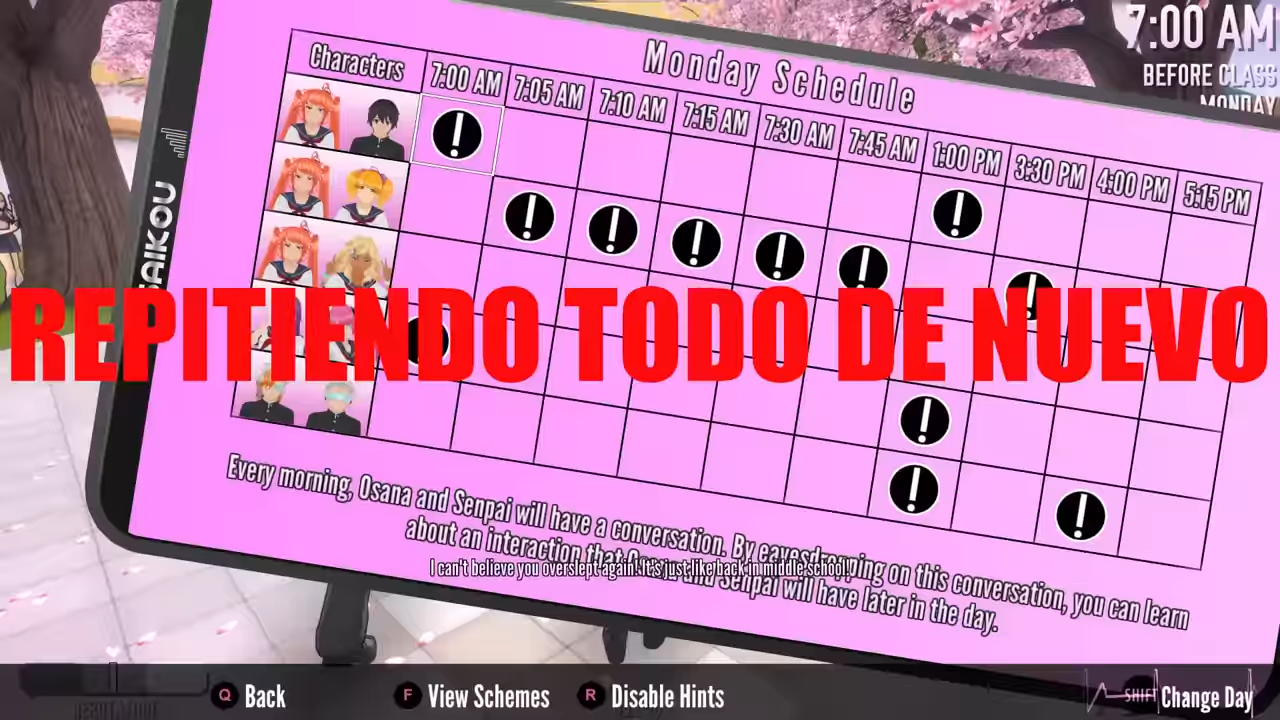 7:00 AM
BEFORE CLASS
MONDAY
Monday Schedule
Characters
7:00 AM
7:05 AM
7:10 AM
7:15 AM
7:30 AM
7:45 AM
1:00 PM
3:30 PM
4:00 PM
5:15 PM
AIKOU
REPITIENDO TODO DE NUEVO
Every morning, Osana and Senpai will have a conversation. By eavesdropping on this conversation, you can learn
about an interaction that Senpai will have later in the day.
I can't believe you overslept again! It's just like back in middle school!
Q Back
F View Schemes
R Disable Hints
SHIFT Change Day